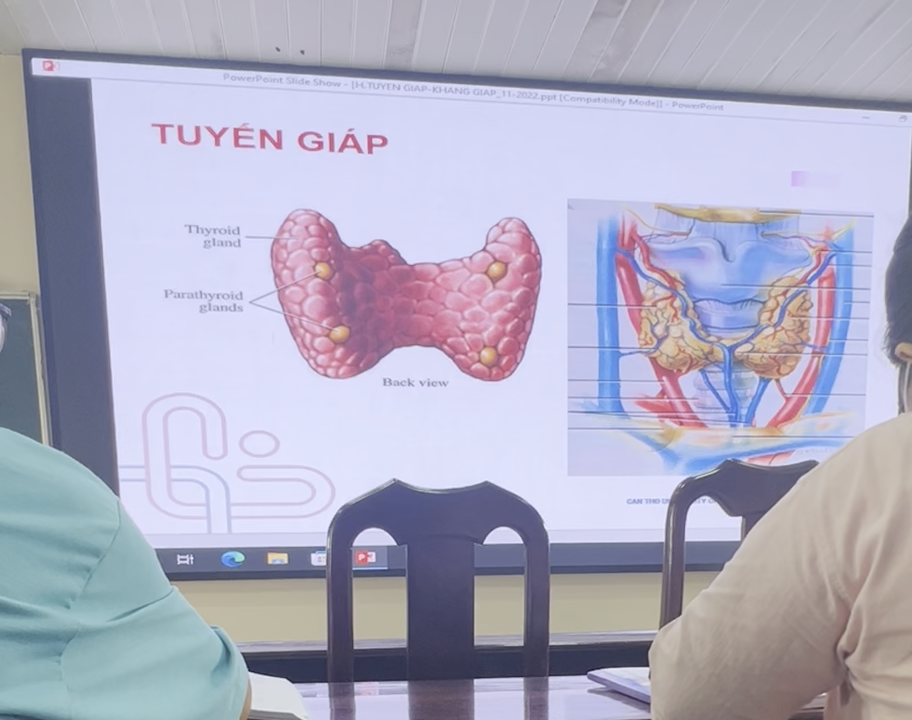 PowerPoint Slide Show - [H.TUYEN GIAP-KHANG GIAP_11-2022.ppt [Compatibility Mode]] - PowerPoint
TUYẾN GIÁP
Thyroid
gland
Parathyroid
glands
Back view
CAN THO